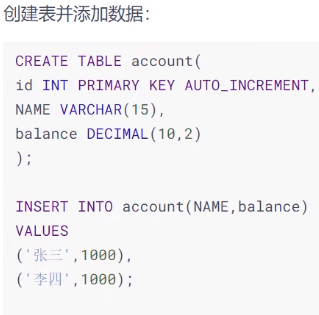 创建表并添加数据：
CREATE TABLE account(
id INT PRIMARY KEY AUTO_INCREMENT,
NAME VARCHAR(15),
balance DECIMAL(10,2)
);
INSERT INTO account(NAME,balance)
VALUES
('张三',1000),
('李四',1000);